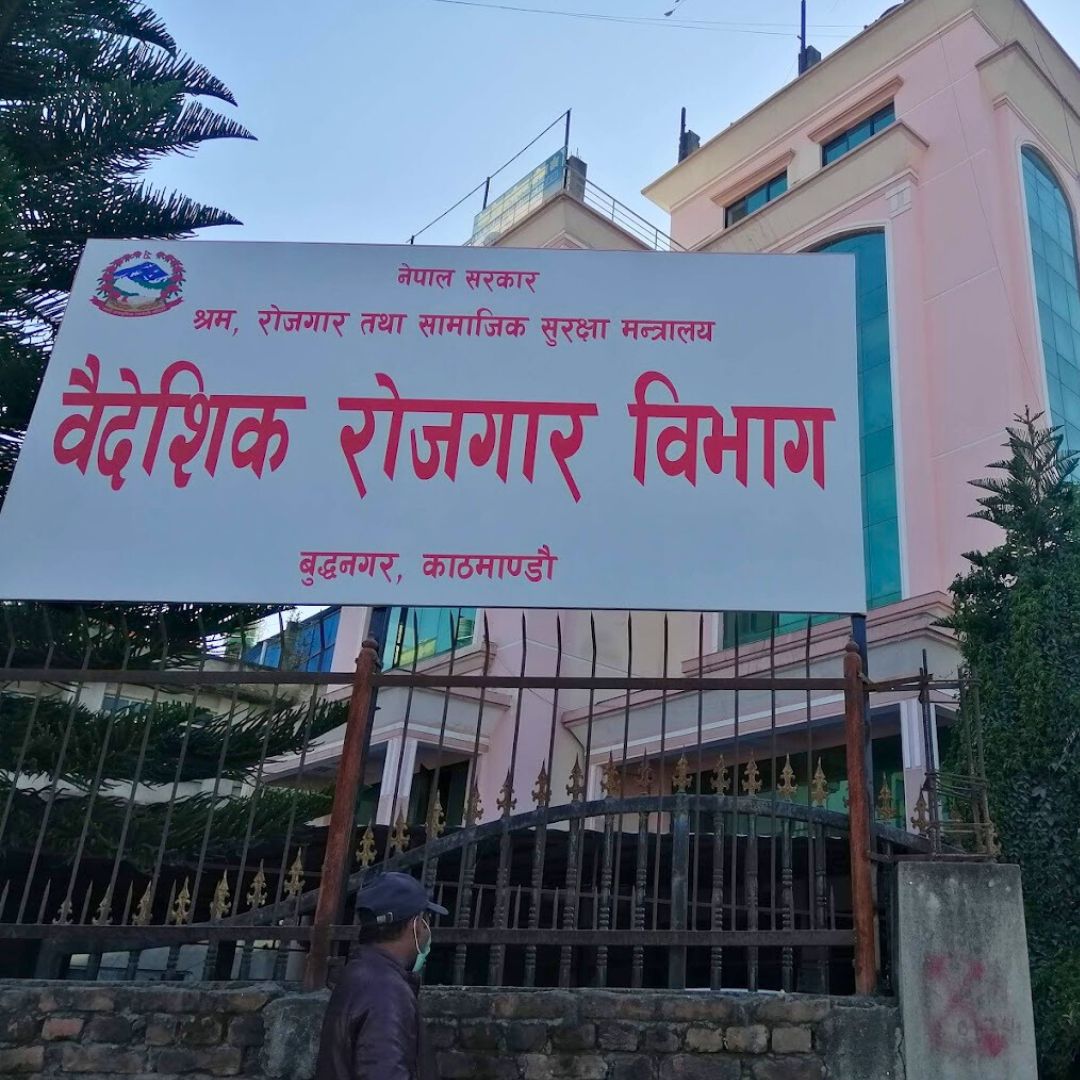 नेपाल सरकार
श्रम, रोजगार तथा सामाजिक सुरक्षा मन्त्रालय
वैदेशिक रोजगार विभाग
बुद्धनगर, काठमाण्डौ